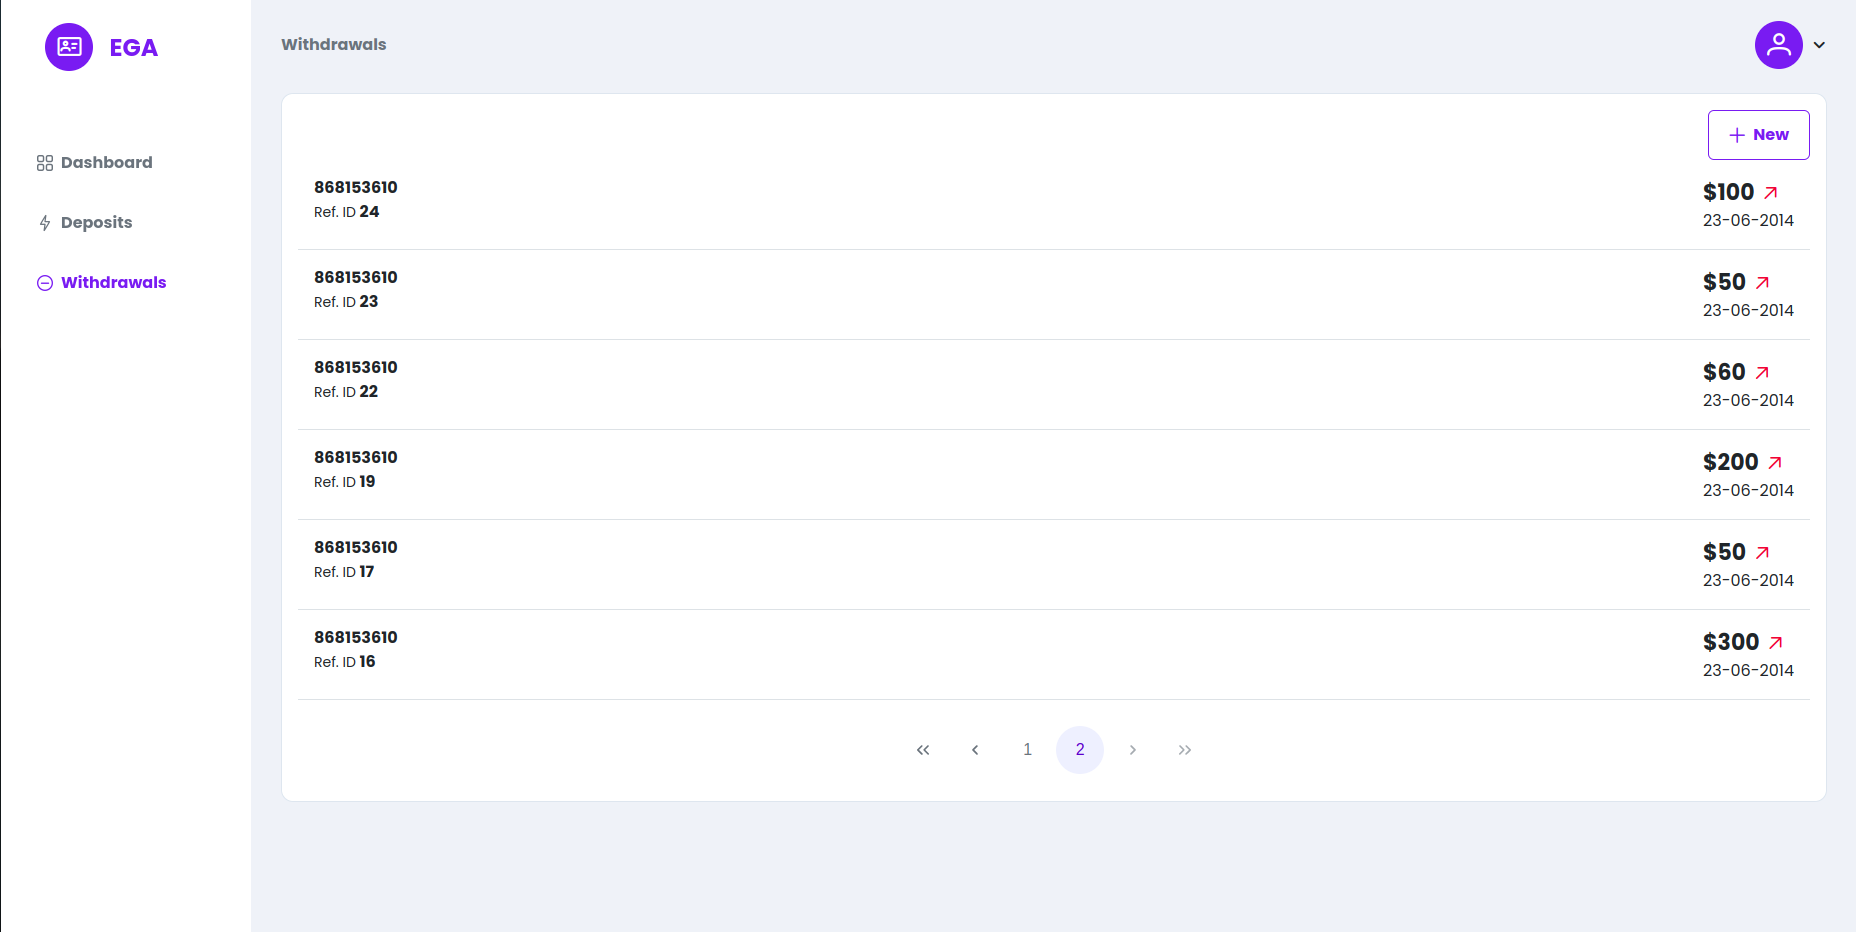 EGA
Dashboard
Deposits
Withdrawals
Withdrawals
New
868153610
Ref. ID 24
$100
23-06-2014
868153610
Ref. ID 23
$50
23-06-2014
868153610
Ref. ID 22
$60
23-06-2014
868153610
Ref. ID 19
$200
23-06-2014
868153610
Ref. ID 17
$50
23-06-2014
868153610
Ref. ID 16
$300
23-06-2014
1 2